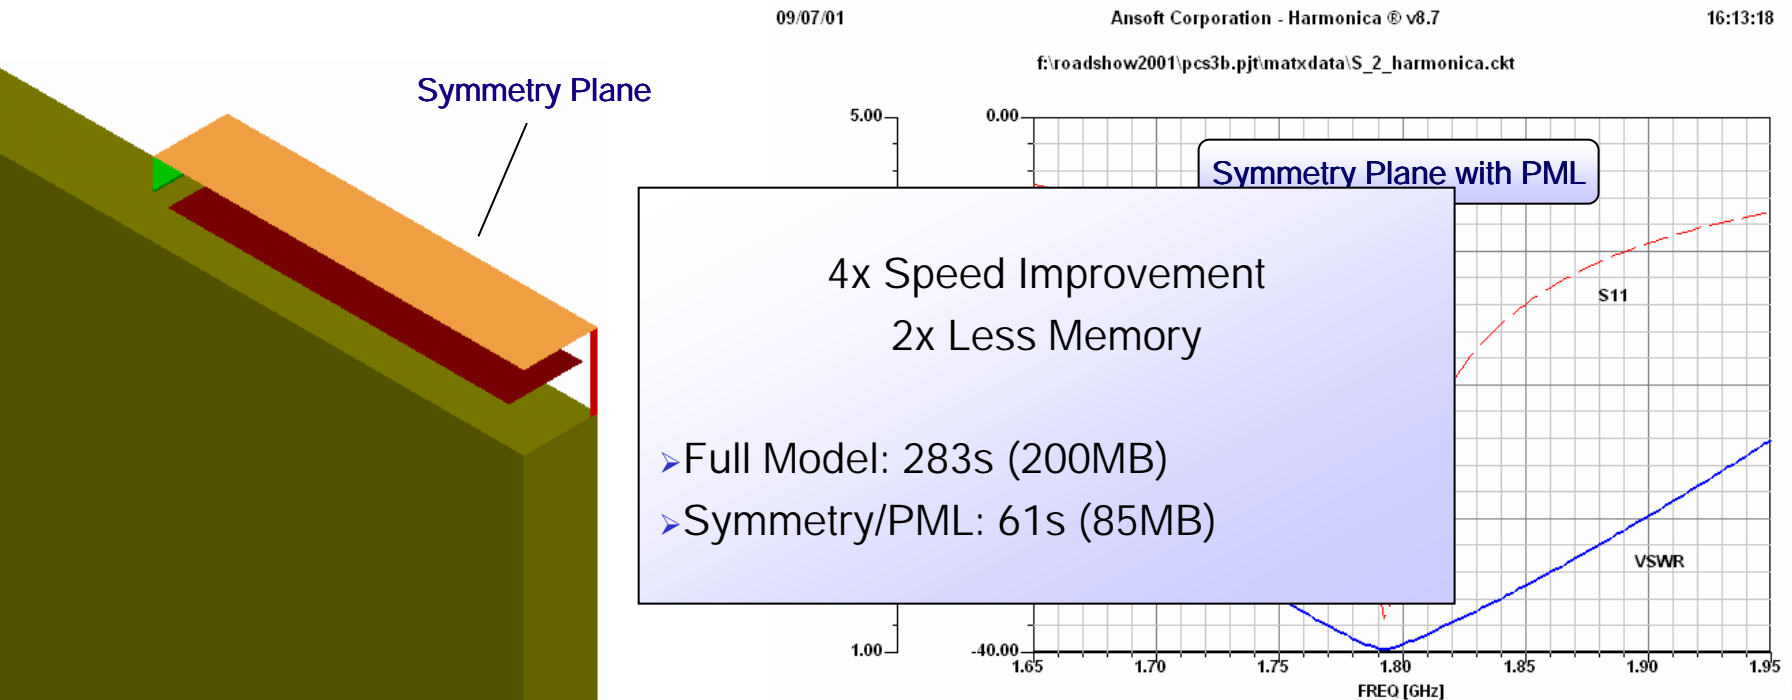 09/07/01
Ansoft Corporation - Harmonica ® v8.7
16:13:18
f:\roadshow2001\pcs3b.pjt\matxdata\S_2_harmonica.ckt
Symmetry Plane
5.00
0.00
Symmetry Plane with PML
4x Speed Improvement
2x Less Memory
➢Full Model: 283s (200MB)
➢Symmetry/PML: 61s (85MB)
S11
VSWR
1.00
-40.00
1.65 1.70 1.75 1.80 1.85 1.90 1.95
FREQ [GHz]